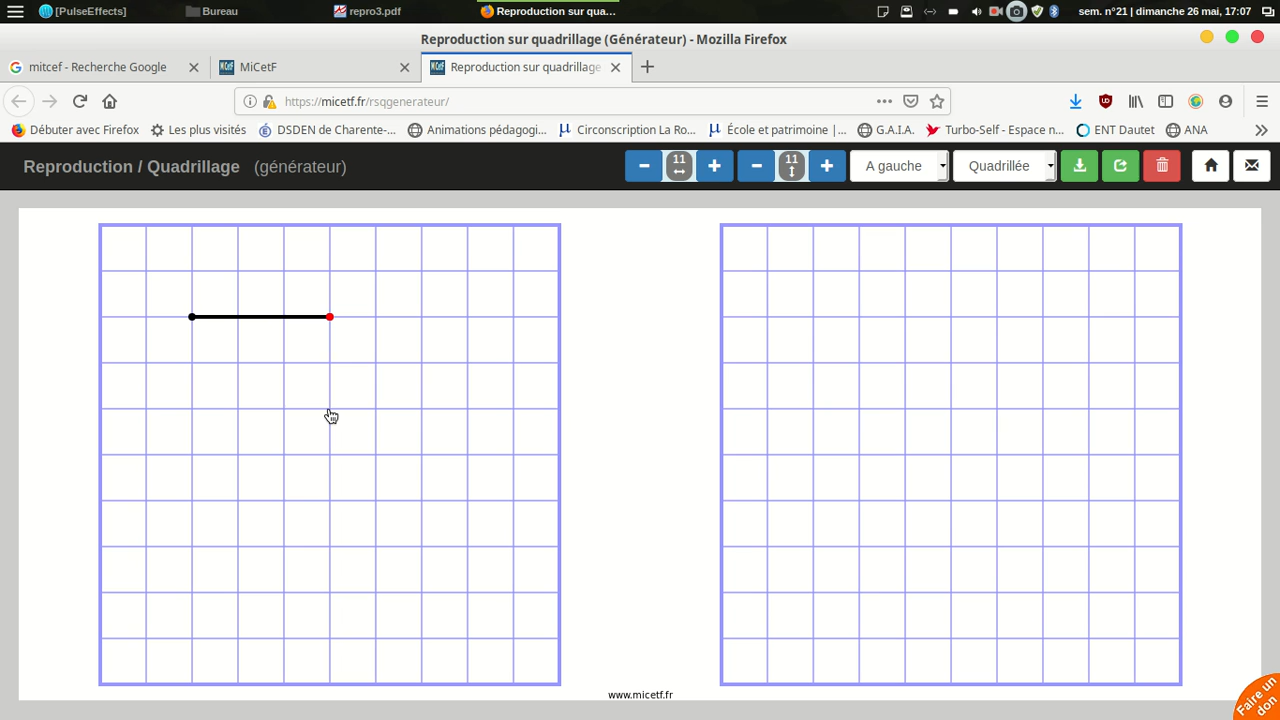 [PulseEffects] Bureau repro3.pdf Reproduction sur qua... sem. n°21 | dimanche 26 mai, 17:07
Reproduction sur quadrillage (Générateur) - Mozilla Firefox
mitcef - Recherche Google MiCetF Reproduction sur quadrillage
https://micetf.fr/rsqgenerateur/
Débuter avec Firefox Les plus visités DSDEN de Charente-... Animations pédagogi... Circonscription La Ro... École et patrimoine |... G.A.I.A. Turbo-Self - Espace n... ENT Dautet ANA
Reproduction / Quadrillage (générateur) 11 11 A gauche Quadrillée
www.micetf.fr
Faire un
don